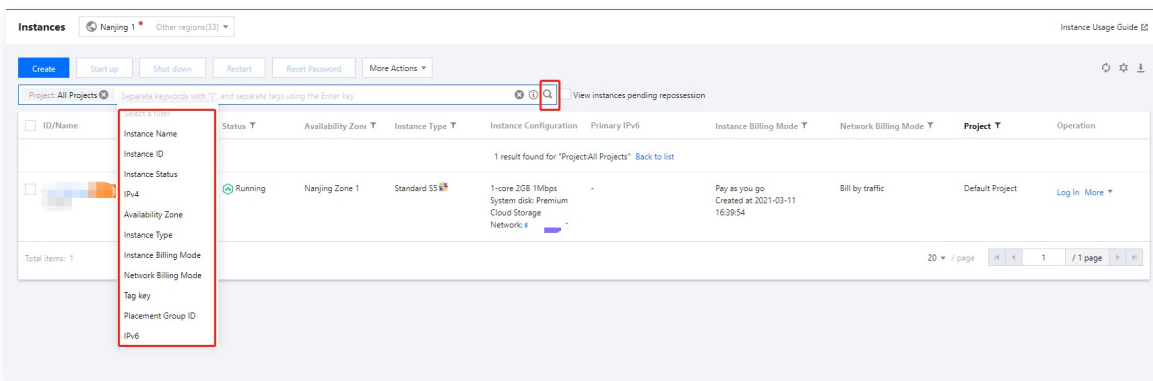 Instances Nanjing 1 Other regions(33) Instance Usage Guide
Create Start up Shut down Restart Reset Password More Actions
Project: All Projects Separate keywords with "|", and separate tags using the Enter key View instances pending repossession
ID/Name Status Availability Zone Instance Type Instance Configuration Primary IPv6 Instance Billing Mode Network Billing Mode Project Operation
Select a filter
Instance Name
Instance ID
Instance Status
IPv4
Availability Zone
Instance Type
Instance Billing Mode
Network Billing Mode
Tag key
Placement Group ID
IPv6
1 result found for "Project:All Projects" Back to list
Running Nanjing Zone 1 Standard S5 1-core 2GB 1Mbps - Pay as you go Bill by traffic Default Project Log In More
System disk: Premium Created at 2021-03-11
Cloud Storage 16:39:54
Network:
Total items: 1 20 / page 1 / 1 page